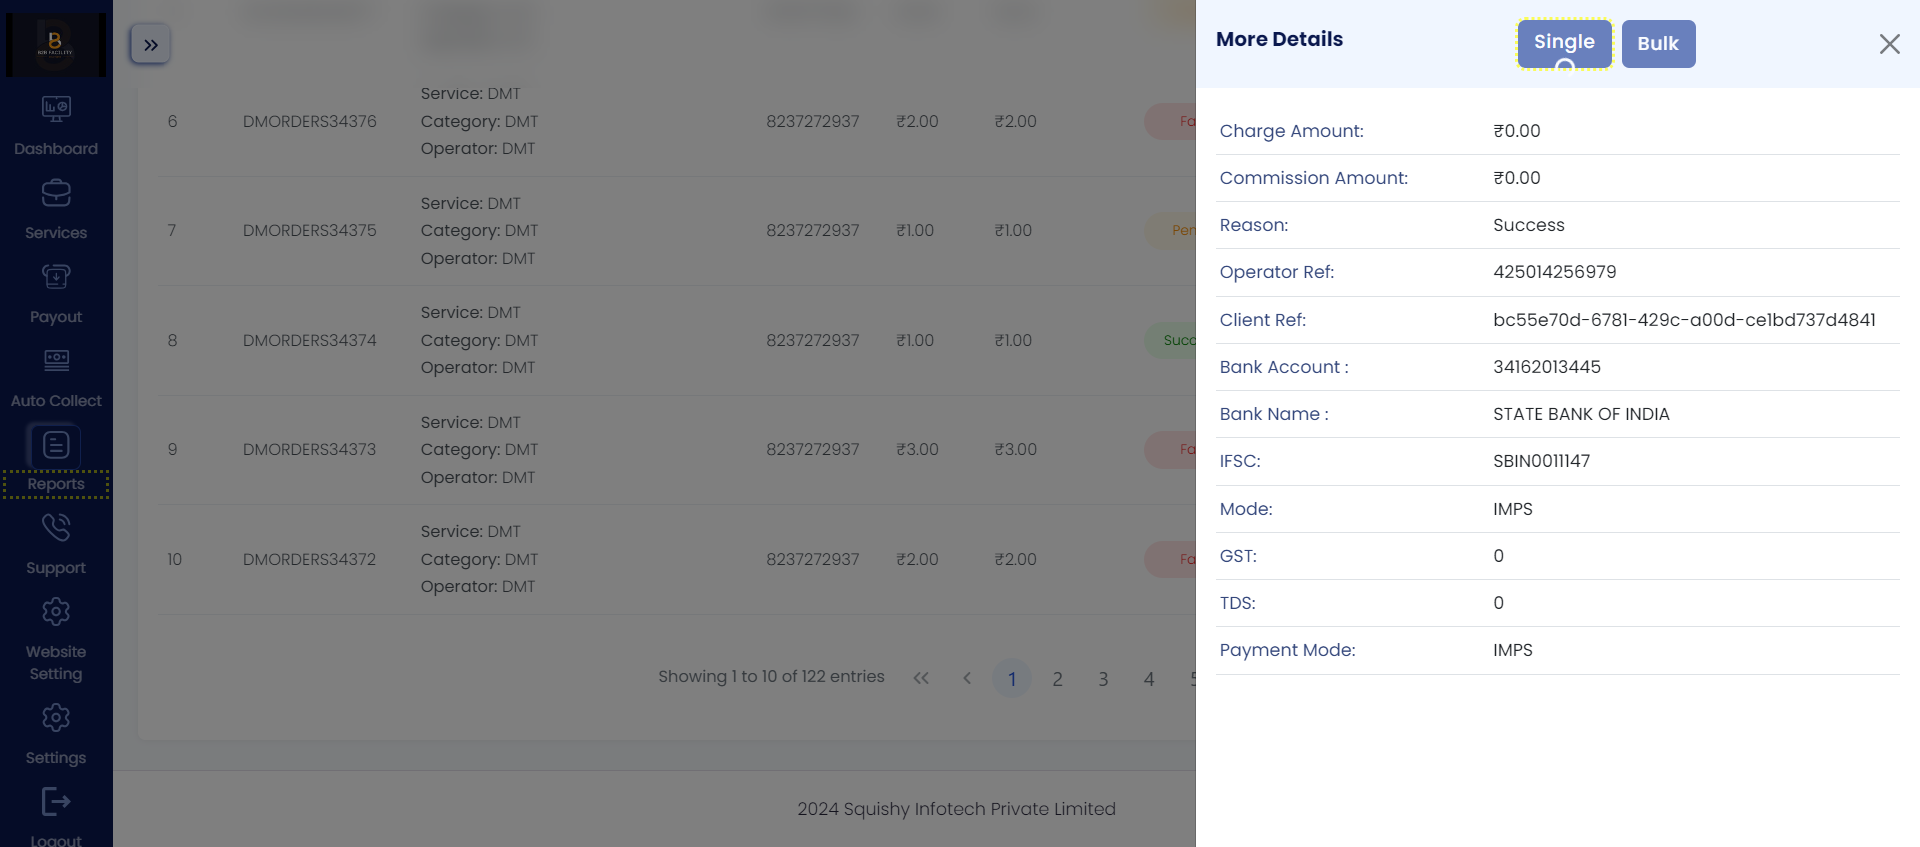 B2B FACILITY
Dashboard
Services
Payout
Auto Collect
Reports
Support
Website
Setting
Settings
Logout
Service: DMT
6 DMORDERS34376 Category: DMT 8237272937 ₹2.00 ₹2.00 Fa
Operator: DMT
Service: DMT
7 DMORDERS34375 Category: DMT 8237272937 ₹1.00 ₹1.00 Pen
Operator: DMT
Service: DMT
8 DMORDERS34374 Category: DMT 8237272937 ₹1.00 ₹1.00 Succ
Operator: DMT
Service: DMT
9 DMORDERS34373 Category: DMT 8237272937 ₹3.00 ₹3.00 Fa
Operator: DMT
Service: DMT
10 DMORDERS34372 Category: DMT 8237272937 ₹2.00 ₹2.00 Fa
Operator: DMT
Showing 1 to 10 of 122 entries « ‹ 1 2 3 4 5
2024 Squishy Infotech Private Limited
More Details Single Bulk
Charge Amount: ₹0.00
Commission Amount: ₹0.00
Reason: Success
Operator Ref: 425014256979
Client Ref: bc55e70d-6781-429c-a00d-ce1bd737d4841
Bank Account : 34162013445
Bank Name : STATE BANK OF INDIA
IFSC: SBIN0011147
Mode: IMPS
GST: 0
TDS: 0
Payment Mode: IMPS